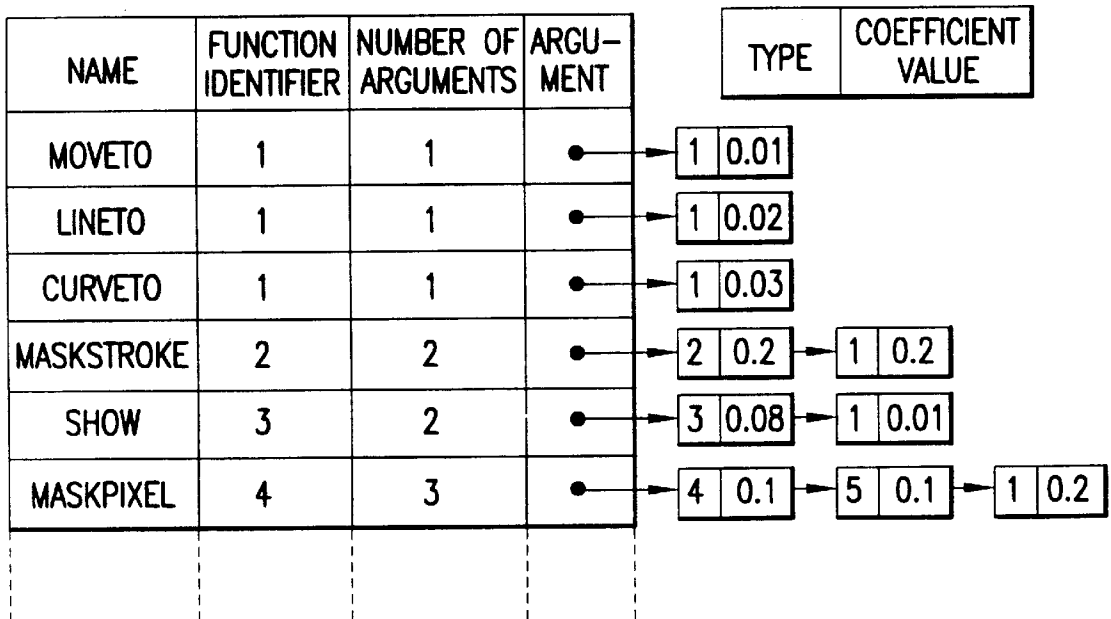 NAME FUNCTION IDENTIFIER NUMBER OF ARGUMENTS ARGU-MENT
TYPE COEFFICIENT VALUE
MOVETO 1 1 1 0.01
LINETO 1 1 1 0.02
CURVETO 1 1 1 0.03
MASKSTROKE 2 2 2 0.2 1 0.2
SHOW 3 2 3 0.08 1 0.01
MASKPIXEL 4 3 4 0.1 5 0.1 1 0.2